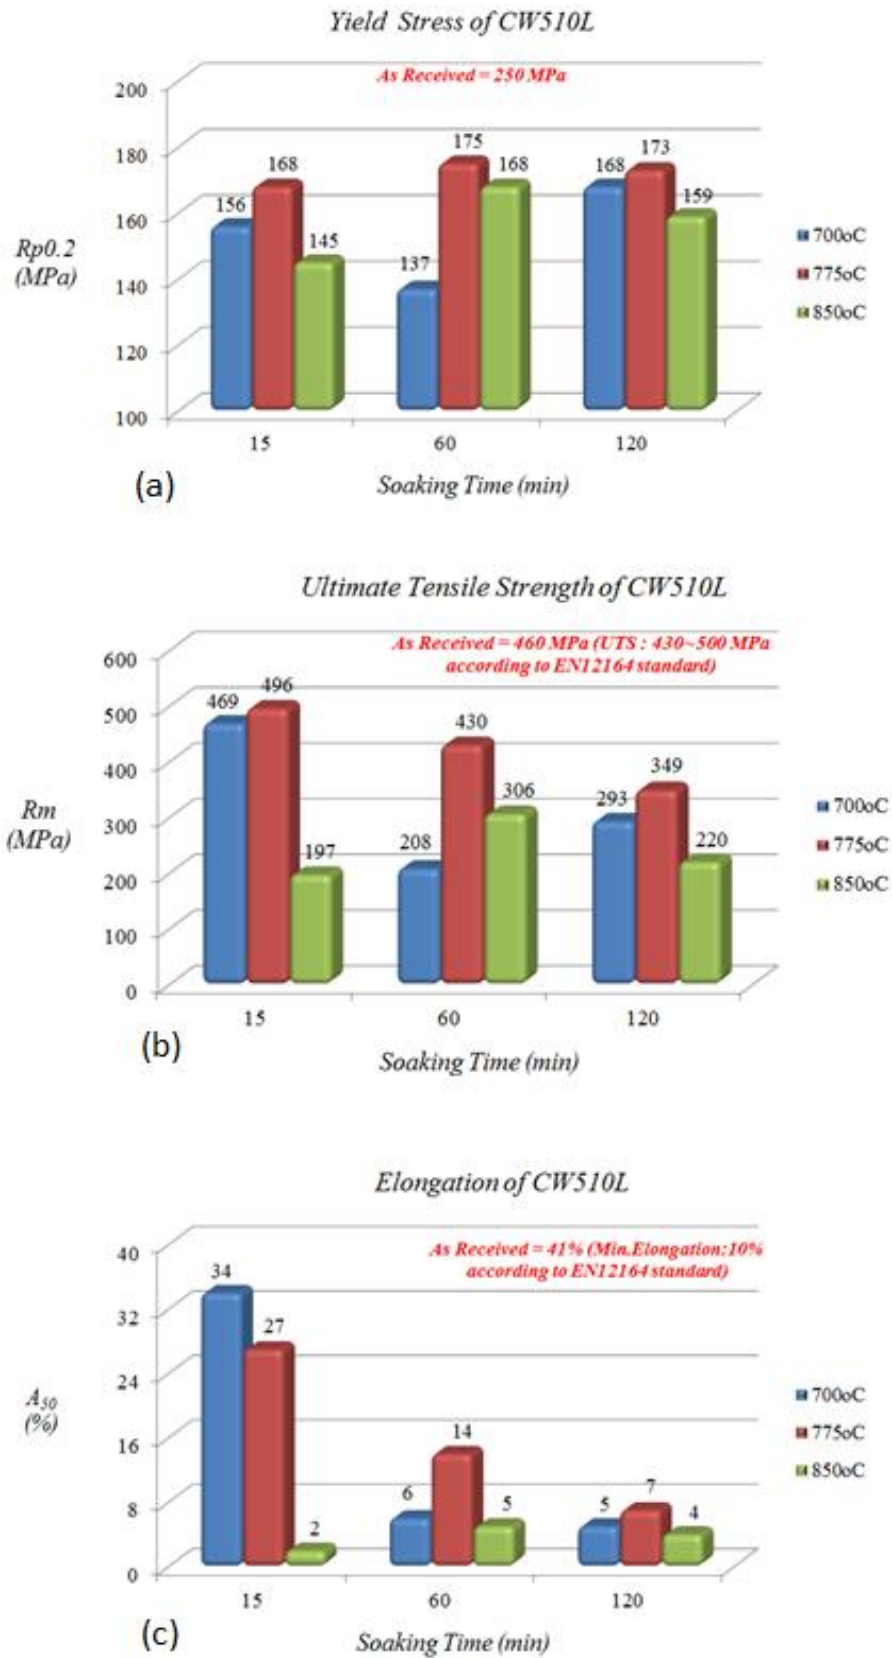 Yield Stress of CW510L
As Received = 250 MPa
200
180
160
140
120
100
Rp0.2
(MPa)
156
168
145
137
175
168
168
173
159
700oC
775oC
850oC
15
60
120
Soaking Time (min)
(a)
Ultimate Tensile Strength of CW510L
As Received = 460 MPa (UTS : 430~500 MPa
according to EN12164 standard)
600
500
400
300
200
100
0
Rm
(MPa)
469
496
197
208
430
306
293
349
220
700oC
775oC
850oC
15
60
120
Soaking Time (min)
(b)
Elongation of CW510L
As Received = 41% (Min.Elongation:10%
according to EN12164 standard)
40
32
24
16
8
0
A50
(%)
34
27
2
6
14
5
5
7
4
700oC
775oC
850oC
15
60
120
Soaking Time (min)
(c)